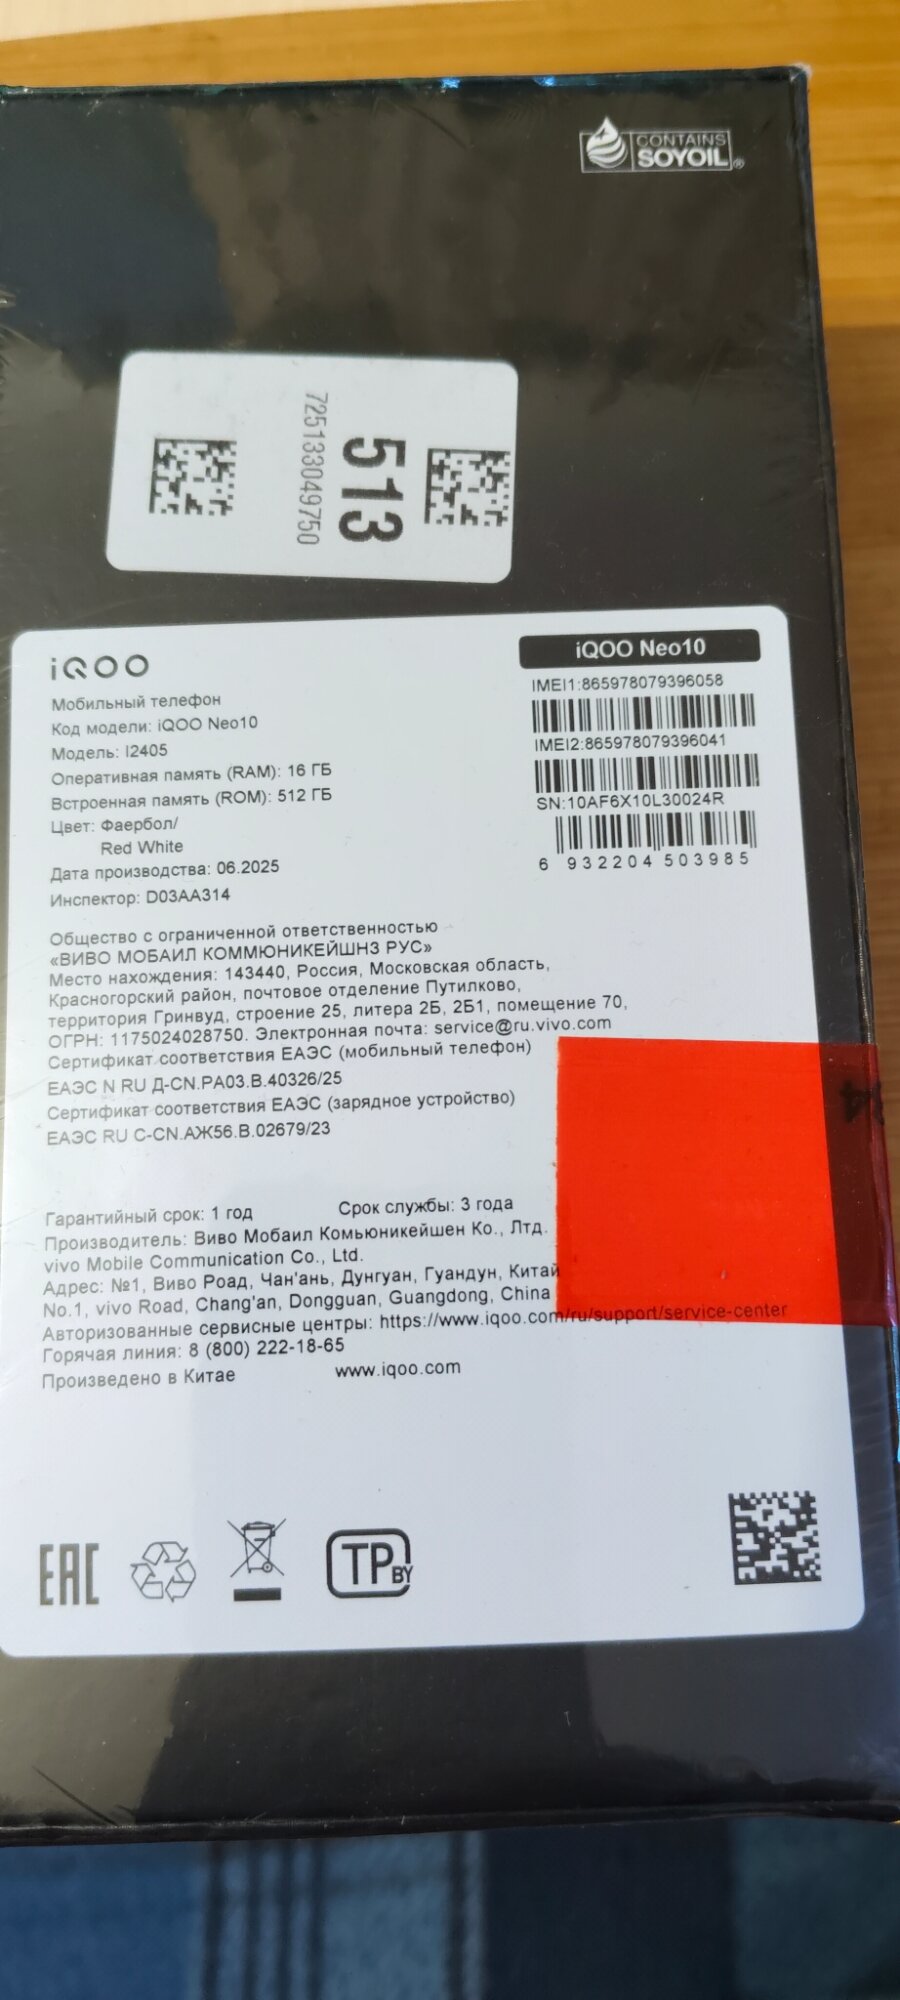 CONTAINS
SOYOIL
725133049750
513
iQOO
Мобильный телефон
Код модели: iQOO Neo10
Модель: I2405
Оперативная память (RAM): 16 ГБ
Встроенная память (ROM): 512 ГБ
Цвет: Фаербол/
Red White
Дата производства: 06.2025
Инспектор: D03AA314
iQOO Neo10
IMEI1:865978079396058
IMEI2:865978079396041
SN:10AF6X10L30024R
6 932204 503985
Общество с ограниченной ответственностью
«ВИВО МОБАИЛ КОММЮНИКЕЙШНЗ РУС»
Место нахождения: 143440, Россия, Московская область,
Красногорский район, почтовое отделение Путилково,
территория Гринвуд, строение 25, литера 2Б, 2Б1, помещение 70,
ОГРН: 1175024028750. Электронная почта: service@ru.vivo.com
Сертификат соответствия ЕАЭС (мобильный телефон)
ЕАЭС N RU Д-CN.РА03.В.40326/25
Сертификат соответствия ЕАЭС (зарядное устройство)
ЕАЭС RU С-CN.АЖ56.В.02679/23
Гарантийный срок: 1 год Срок службы: 3 года
Производитель: Виво Мобаил Комьюникейшен Ко., Лтд.
vivo Mobile Communication Co., Ltd.
Адрес: №1, Виво Роад, Чан'ань, Дунгуан, Гуандун, Китай
No.1, vivo Road, Chang'an, Dongguan, Guangdong, China
Авторизованные сервисные центры: https://www.iqoo.com/ru/support/service-center
Горячая линия: 8 (800) 222-18-65
Произведено в Китае www.iqoo.com
EAC
TP BY